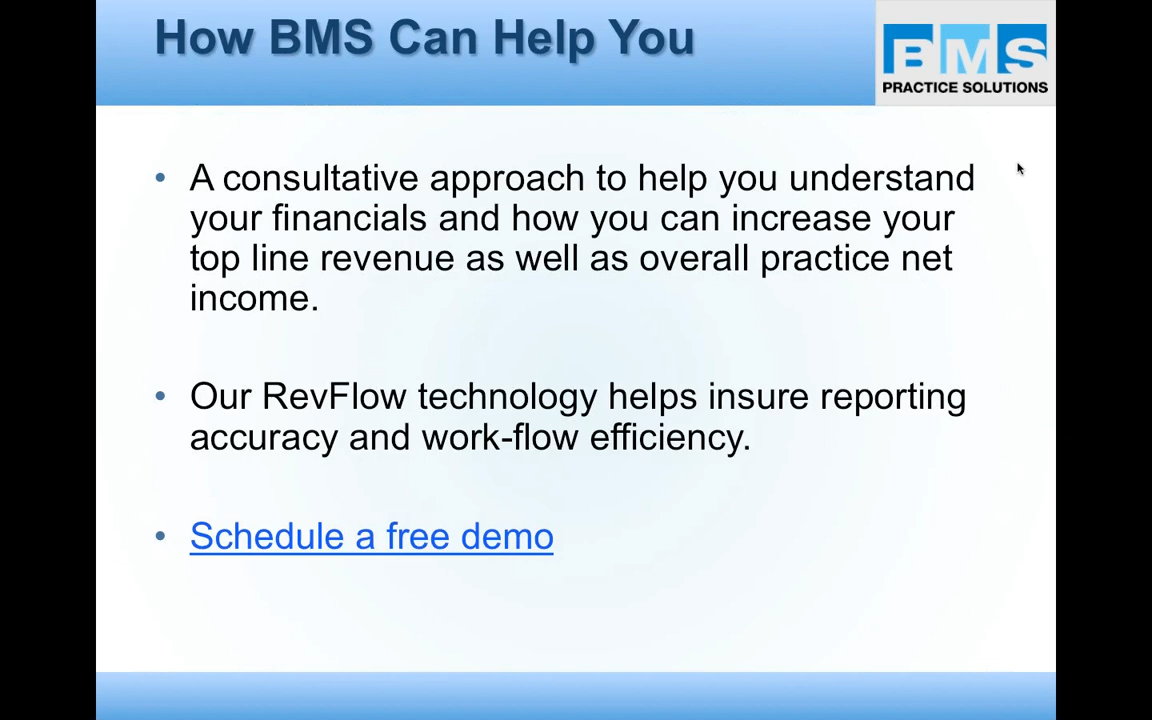 How BMS Can Help You
BMS
PRACTICE SOLUTIONS
• A consultative approach to help you understand
your financials and how you can increase your
top line revenue as well as overall practice net
income.
• Our RevFlow technology helps insure reporting
accuracy and work-flow efficiency.
• Schedule a free demo